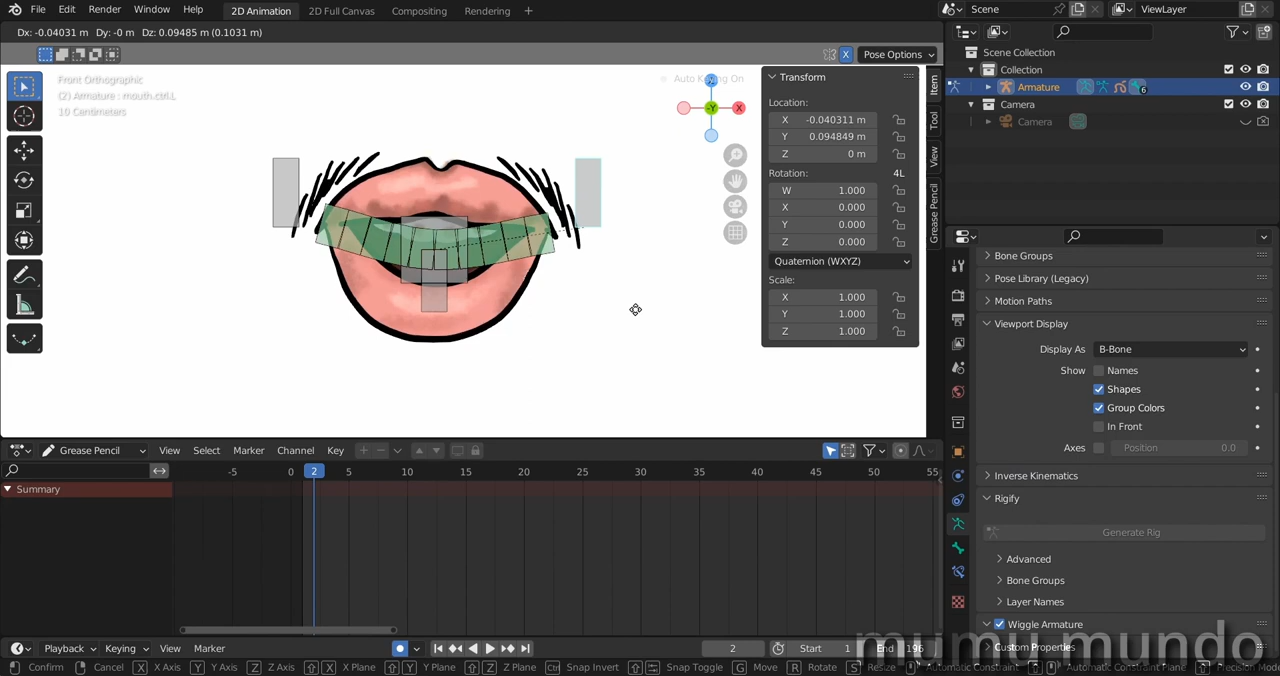 File Edit Render Window Help 2D Animation 2D Full Canvas Compositing Rendering + Scene ViewLayer
Dx: -0.04031 m Dy: -0 m Dz: 0.09485 m (0.1031 m)
X Pose Options
Front Orthographic
(2) Armature : mouth.ctrl.L
10 Centimeters
Auto Keying On
-Y X
Transform
Location:
X -0.040311 m
Y 0.094849 m
Z 0 m
Rotation: 4L
W 1.000
X 0.000
Y 0.000
Z 0.000
Quaternion (WXYZ)
Scale:
X 1.000
Y 1.000
Z 1.000
Item
Tool
View
Grease Pencil
Scene Collection
Collection
Armature 6
Camera
Camera
Bone Groups
Pose Library (Legacy)
Motion Paths
Viewport Display
Display As B-Bone
Show Names
Shapes
Group Colors
In Front
Axes Position 0.0
Inverse Kinematics
Rigify
Generate Rig
Advanced
Bone Groups
Layer Names
Wiggle Armature
Custom Properties
Grease Pencil View Select Marker Channel Key
-5 0 2 5 10 15 20 25 30 35 40 45 50 55
Summary
Playback Keying View Marker 2 Start 1 End 196
Confirm Cancel X X Axis Y Y Axis Z Z Axis X X Plane Y Y Plane Z Z Plane Ctrl Snap Invert Snap Toggle G Move R Rotate S Resize Automatic Constraint Automatic Constraint Plane Precision Mode
mumu mundo